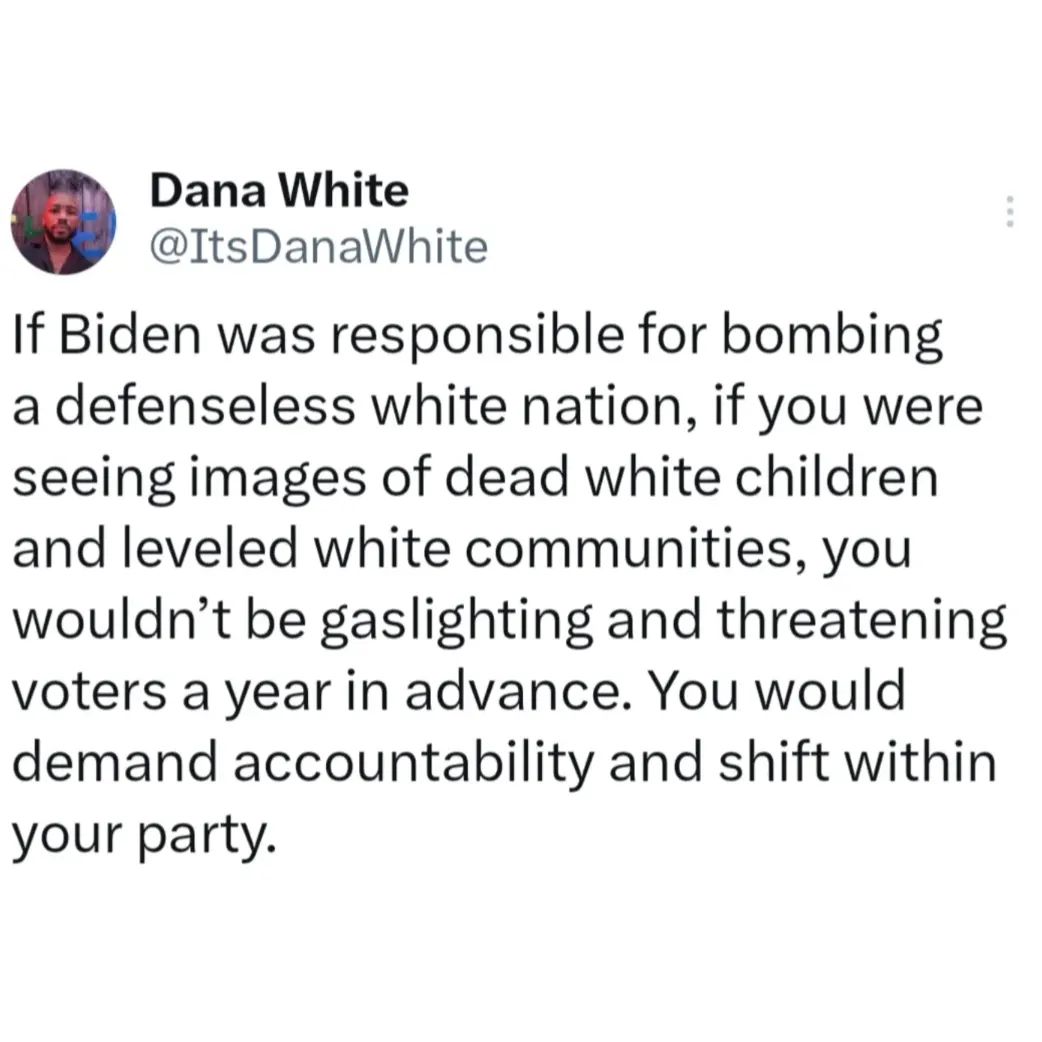 Dana White
@ItsDanaWhite
If Biden was responsible for bombing
a defenseless white nation, if you were
seeing images of dead white children
and leveled white communities, you
wouldn’t be gaslighting and threatening
voters a year in advance. You would
demand accountability and shift within
your party.